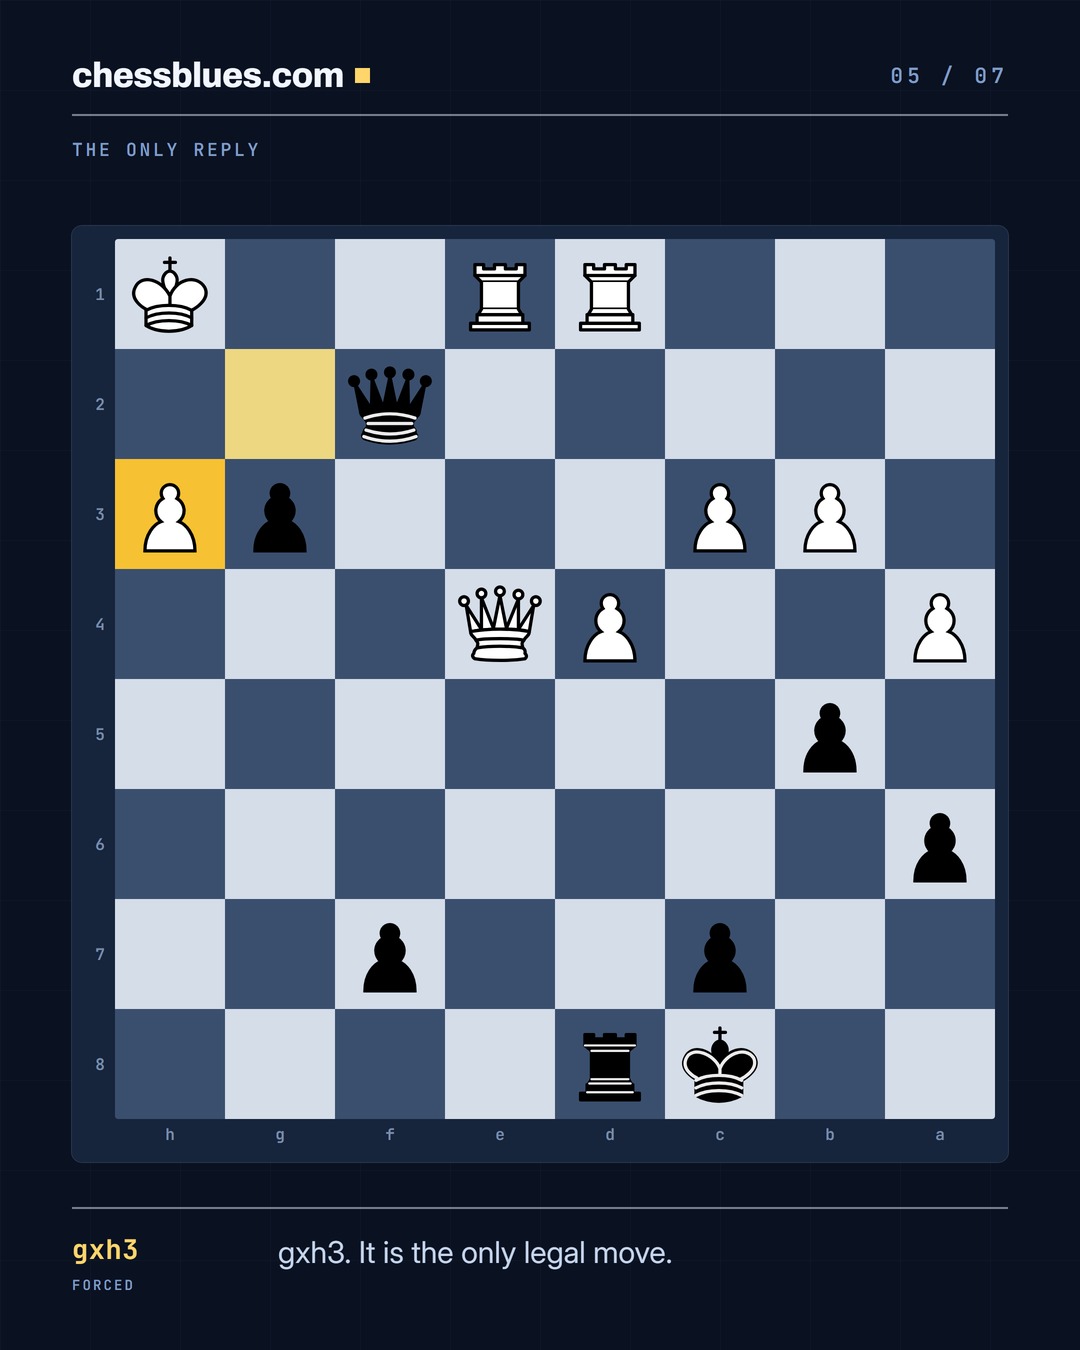 chessblues.com
05 / 07
THE ONLY REPLY
1
2
3
4
5
6
7
8
h g f e d c b a
gxh3
gxh3. It is the only legal move.
FORCED